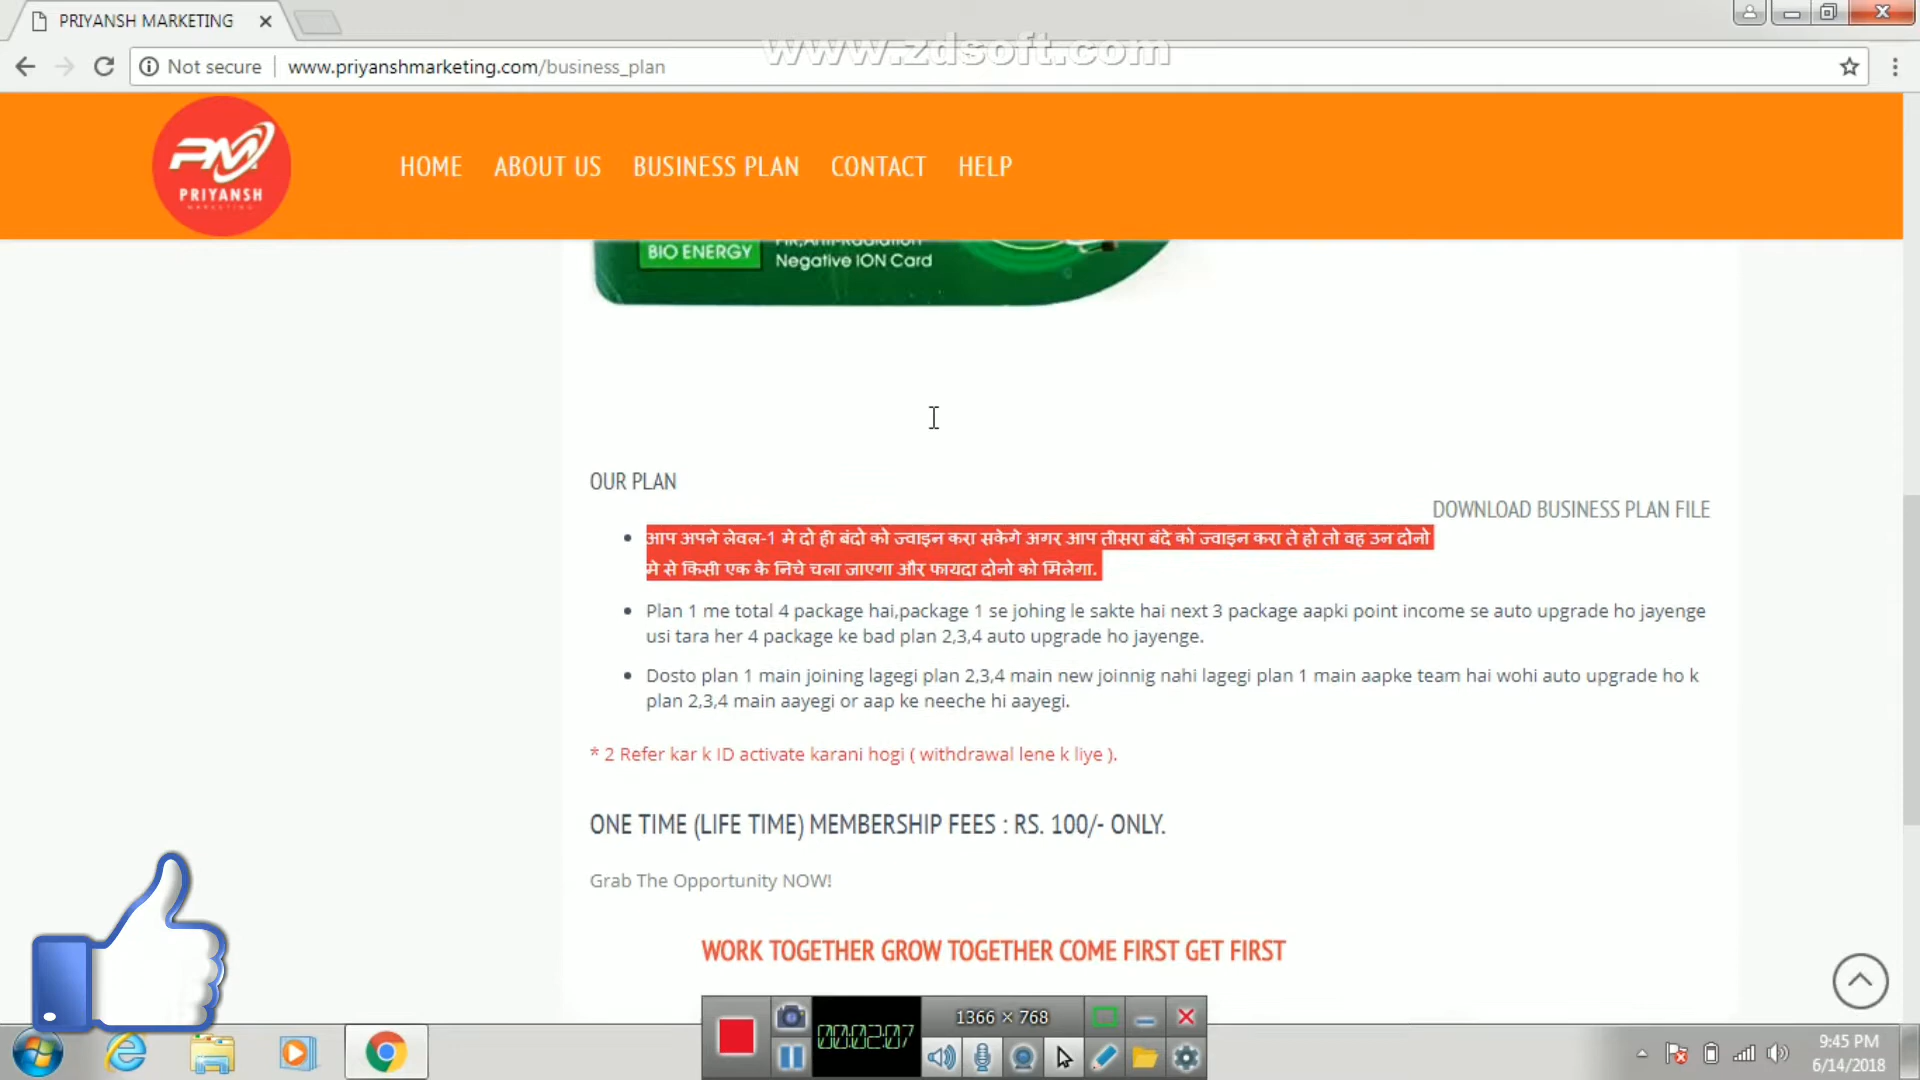 PRIYANSH MARKETING
www.zdsoft.com
Not secure
www.priyanshmarketing.com/business_plan
PM
PRIYANSH
MARKETING
HOME
ABOUT US
BUSINESS PLAN
CONTACT
HELP
BIO ENERGY
Negative ION Card
OUR PLAN
DOWNLOAD BUSINESS PLAN FILE
आप अपने लेवल-1 मे दो ही बंदो को ज्वाइन करा सकेगे अगर आप तीसरा बंदे को ज्वाइन करा ते हो तो वह उन दोनो
मे से किसी एक के निचे चला जाएगा और फायदा दोनो को मिलेगा.
Plan 1 me total 4 package hai,package 1 se johing le sakte hai next 3 package aapki point income se auto upgrade ho jayenge
usi tara her 4 package ke bad plan 2,3,4 auto upgrade ho jayenge.
Dosto plan 1 main joining lagegi plan 2,3,4 main new joinnig nahi lagegi plan 1 main aapke team hai wohi auto upgrade ho k
plan 2,3,4 main aayegi or aap ke neeche hi aayegi.
* 2 Refer kar k ID activate karani hogi ( withdrawal lene k liye ).
ONE TIME (LIFE TIME) MEMBERSHIP FEES : RS. 100/- ONLY.
Grab The Opportunity NOW!
WORK TOGETHER GROW TOGETHER COME FIRST GET FIRST
00:02:07
1366 × 768
9:45 PM
6/14/2018